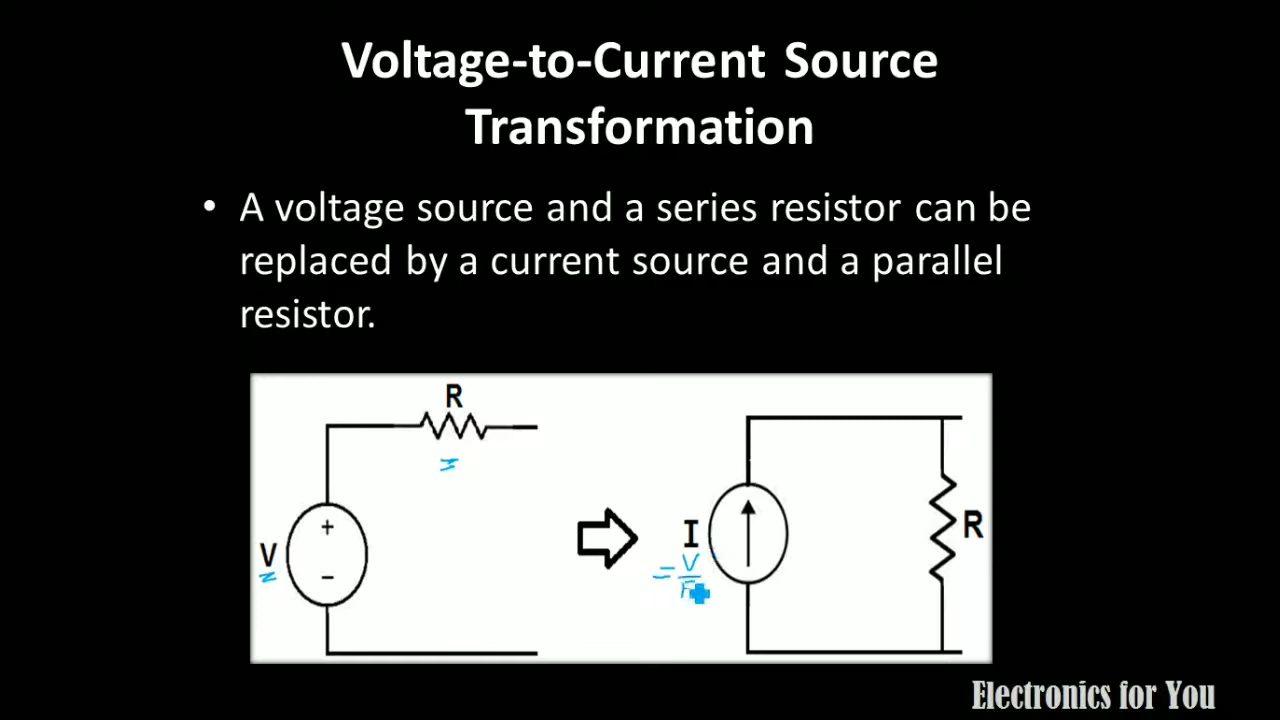 Voltage-to-Current Source
Transformation
• A voltage source and a series resistor can be
replaced by a current source and a parallel
resistor.
R
+
V
−
I
= V
R
Electronics for You